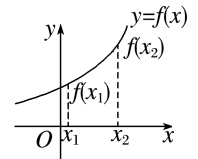 y
y=f(x)
f(x₂)
f(x₁)
O x₁ x₂ x